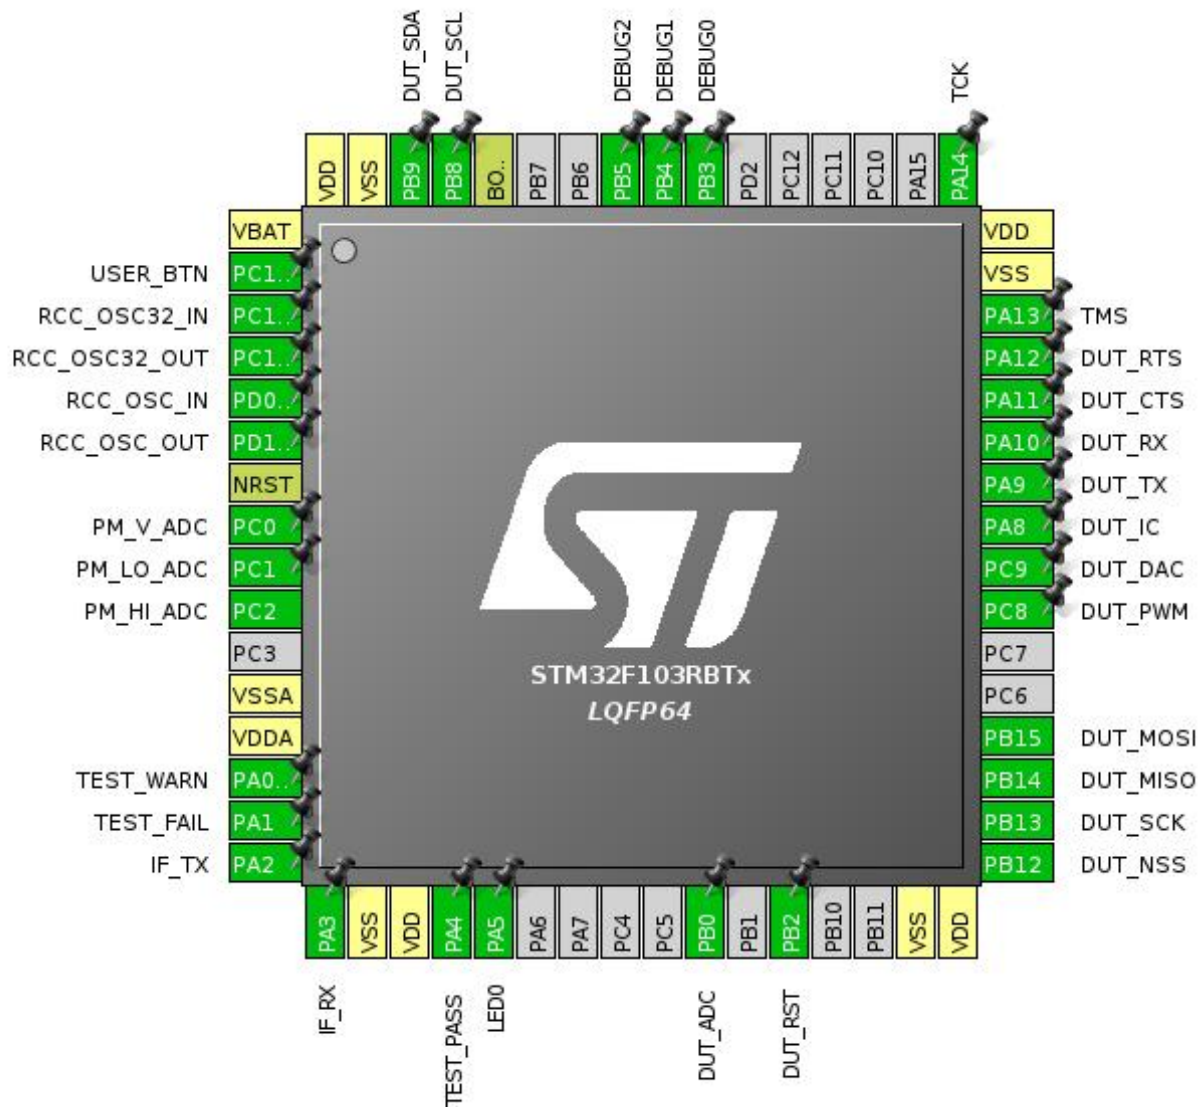 DUT_SDA
DUT_SCL
DEBUG2
DEBUG1
DEBUG0
TCK
VDD
VSS
PB9
PB8
BO..
PB7
PB6
PB5
PB4
PB3
PD2
PC12
PC11
PC10
PA15
PA14
VBAT
USER_BTN PC1..
RCC_OSC32_IN PC1..
RCC_OSC32_OUT PC1..
RCC_OSC_IN PD0..
RCC_OSC_OUT PD1..
NRST
PM_V_ADC PC0
PM_LO_ADC PC1
PM_HI_ADC PC2
PC3
VSSA
VDDA
TEST_WARN PA0..
TEST_FAIL PA1
IF_TX PA2
STM32F103RBTx
LQFP64
VDD
VSS
PA13 TMS
PA12 DUT_RTS
PA11 DUT_CTS
PA10 DUT_RX
PA9 DUT_TX
PA8 DUT_IC
PC9 DUT_DAC
PC8 DUT_PWM
PC7
PC6
PB15 DUT_MOSI
PB14 DUT_MISO
PB13 DUT_SCK
PB12 DUT_NSS
PA3
VSS
VDD
PA4
PA5
PA6
PA7
PC4
PC5
PB0
PB1
PB2
PB10
PB11
VSS
VDD
IF_RX
TEST_PASS
LED0
DUT_ADC
DUT_RST